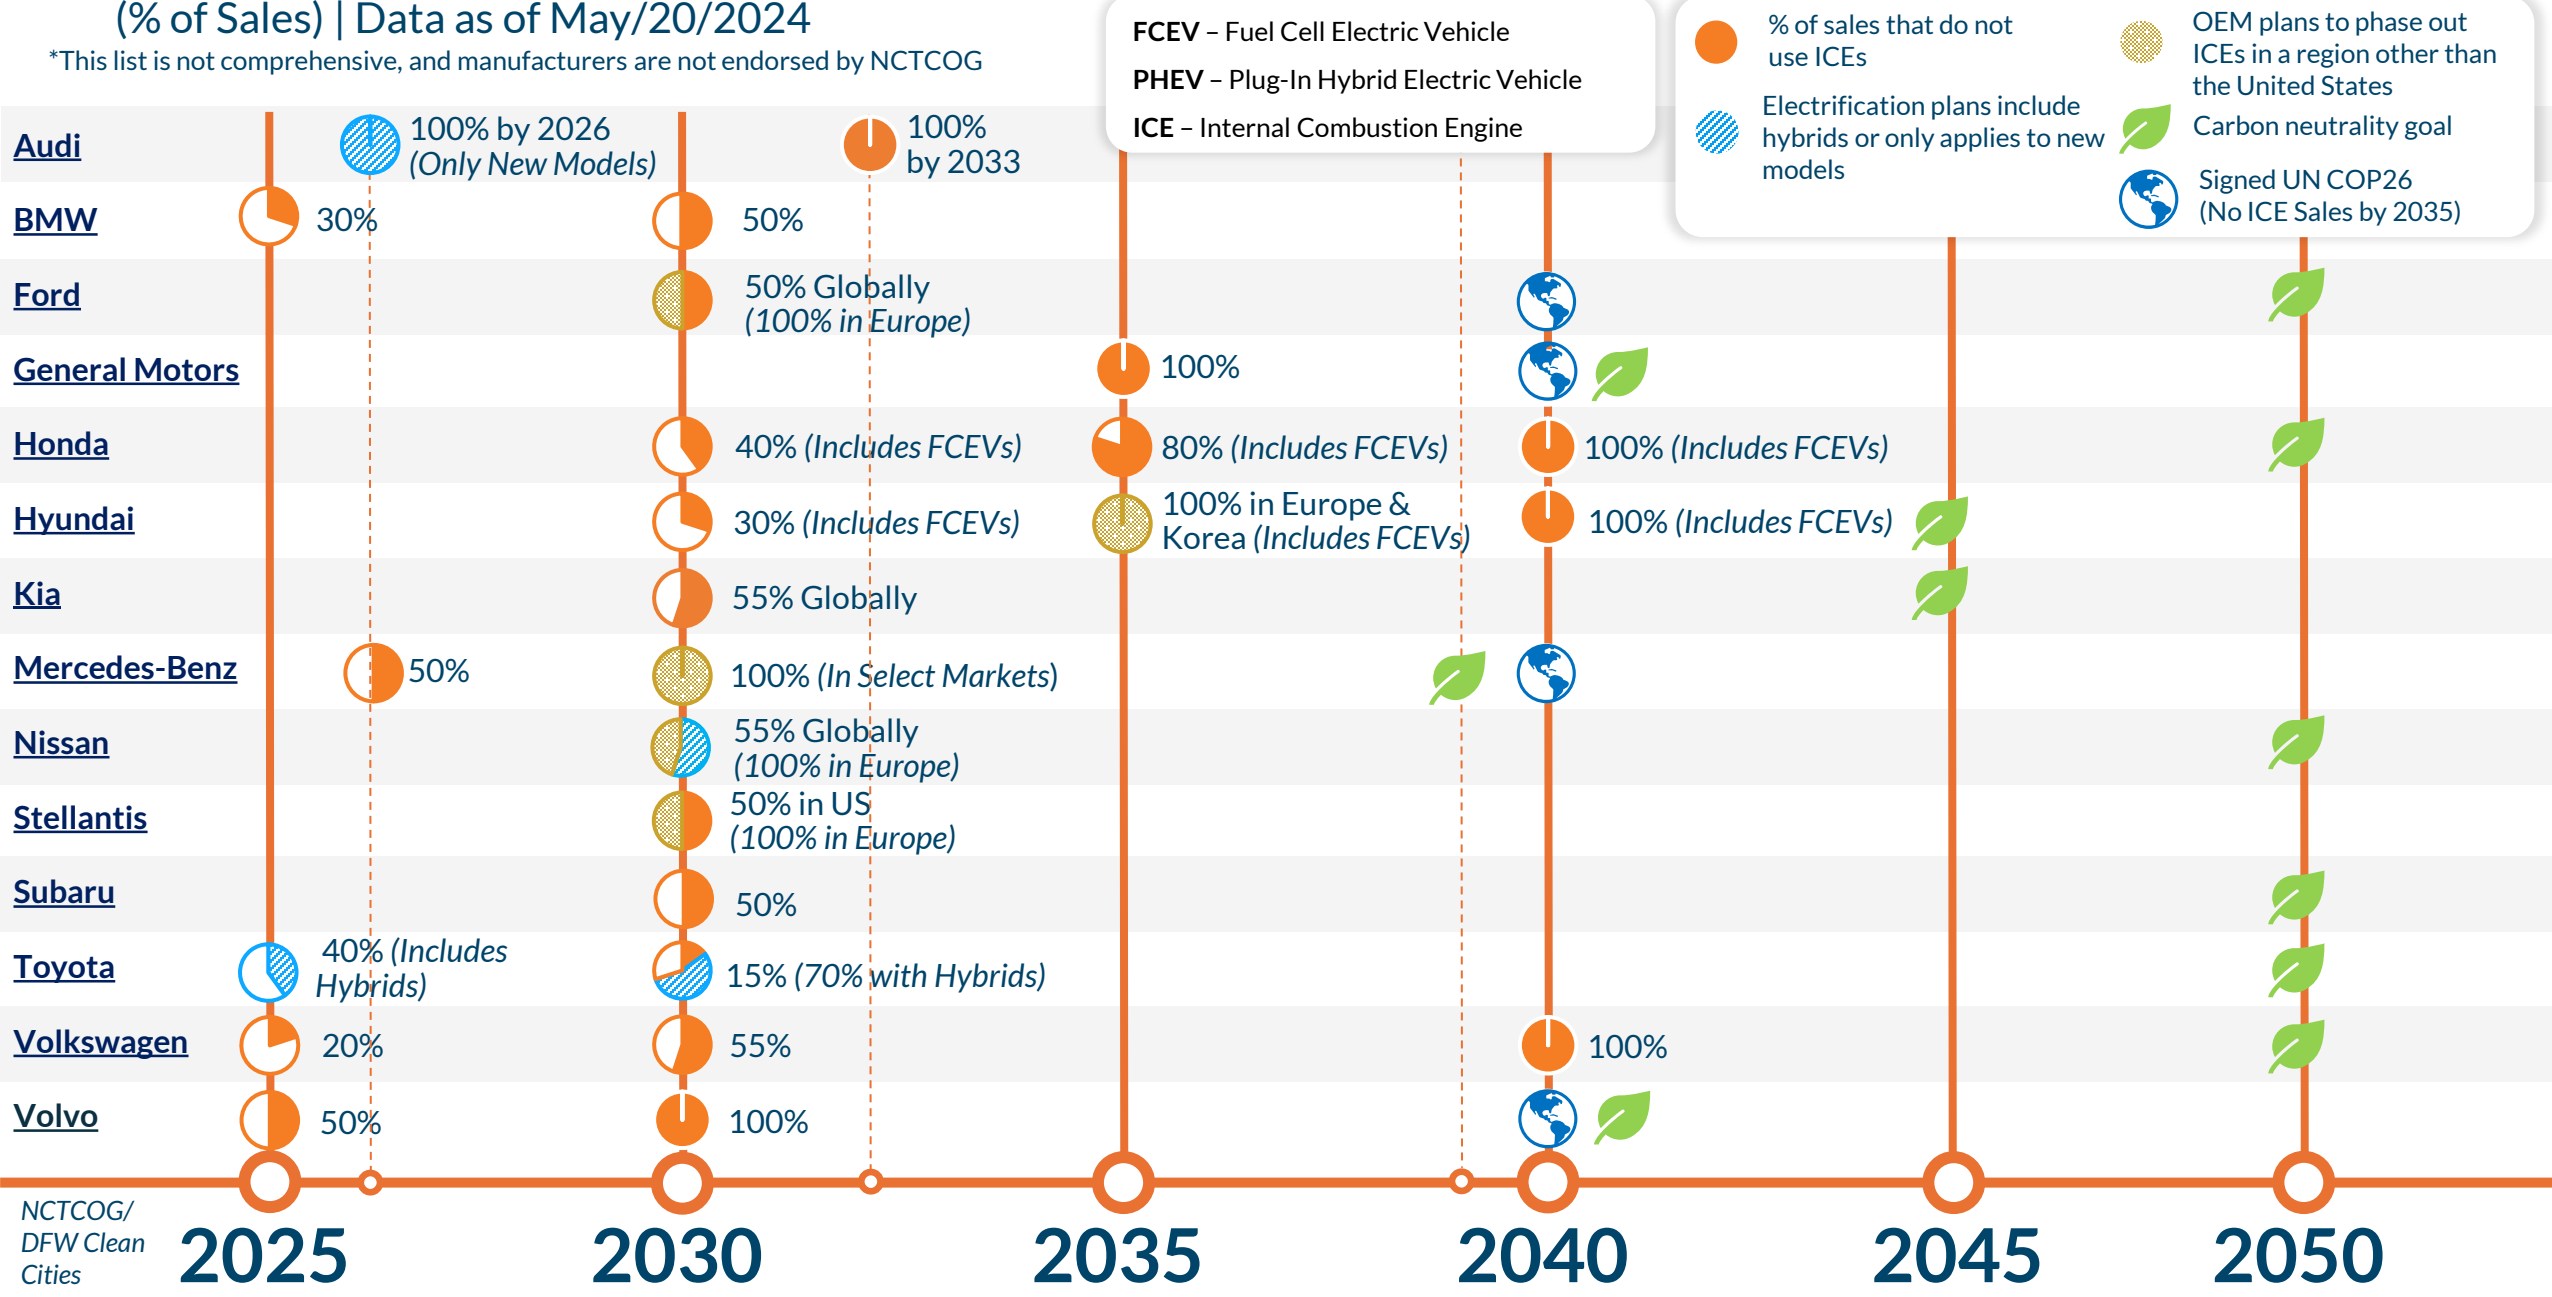 (% of Sales) | Data as of May/20/2024
*This list is not comprehensive, and manufacturers are not endorsed by NCTCOG
FCEV – Fuel Cell Electric Vehicle
PHEV – Plug-In Hybrid Electric Vehicle
ICE – Internal Combustion Engine
% of sales that do not
use ICEs
Electrification plans include
hybrids or only applies to new
models
OEM plans to phase out
ICEs in a region other than
the United States
Carbon neutrality goal
Signed UN COP26
(No ICE Sales by 2035)
Audi
100% by 2026
(Only New Models)
100%
by 2033
BMW
30%
50%
Ford
50% Globally
(100% in Europe)
General Motors
100%
Honda
40% (Includes FCEVs)
80% (Includes FCEVs)
100% (Includes FCEVs)
Hyundai
30% (Includes FCEVs)
100% in Europe &
Korea (Includes FCEVs)
100% (Includes FCEVs)
Kia
55% Globally
Mercedes-Benz
50%
100% (In Select Markets)
Nissan
55% Globally
(100% in Europe)
Stellantis
50% in US
(100% in Europe)
Subaru
50%
Toyota
40% (Includes
Hybrids)
15% (70% with Hybrids)
Volkswagen
20%
55%
100%
Volvo
50%
100%
NCTCOG/
DFW Clean
Cities
2025
2030
2035
2040
2045
2050